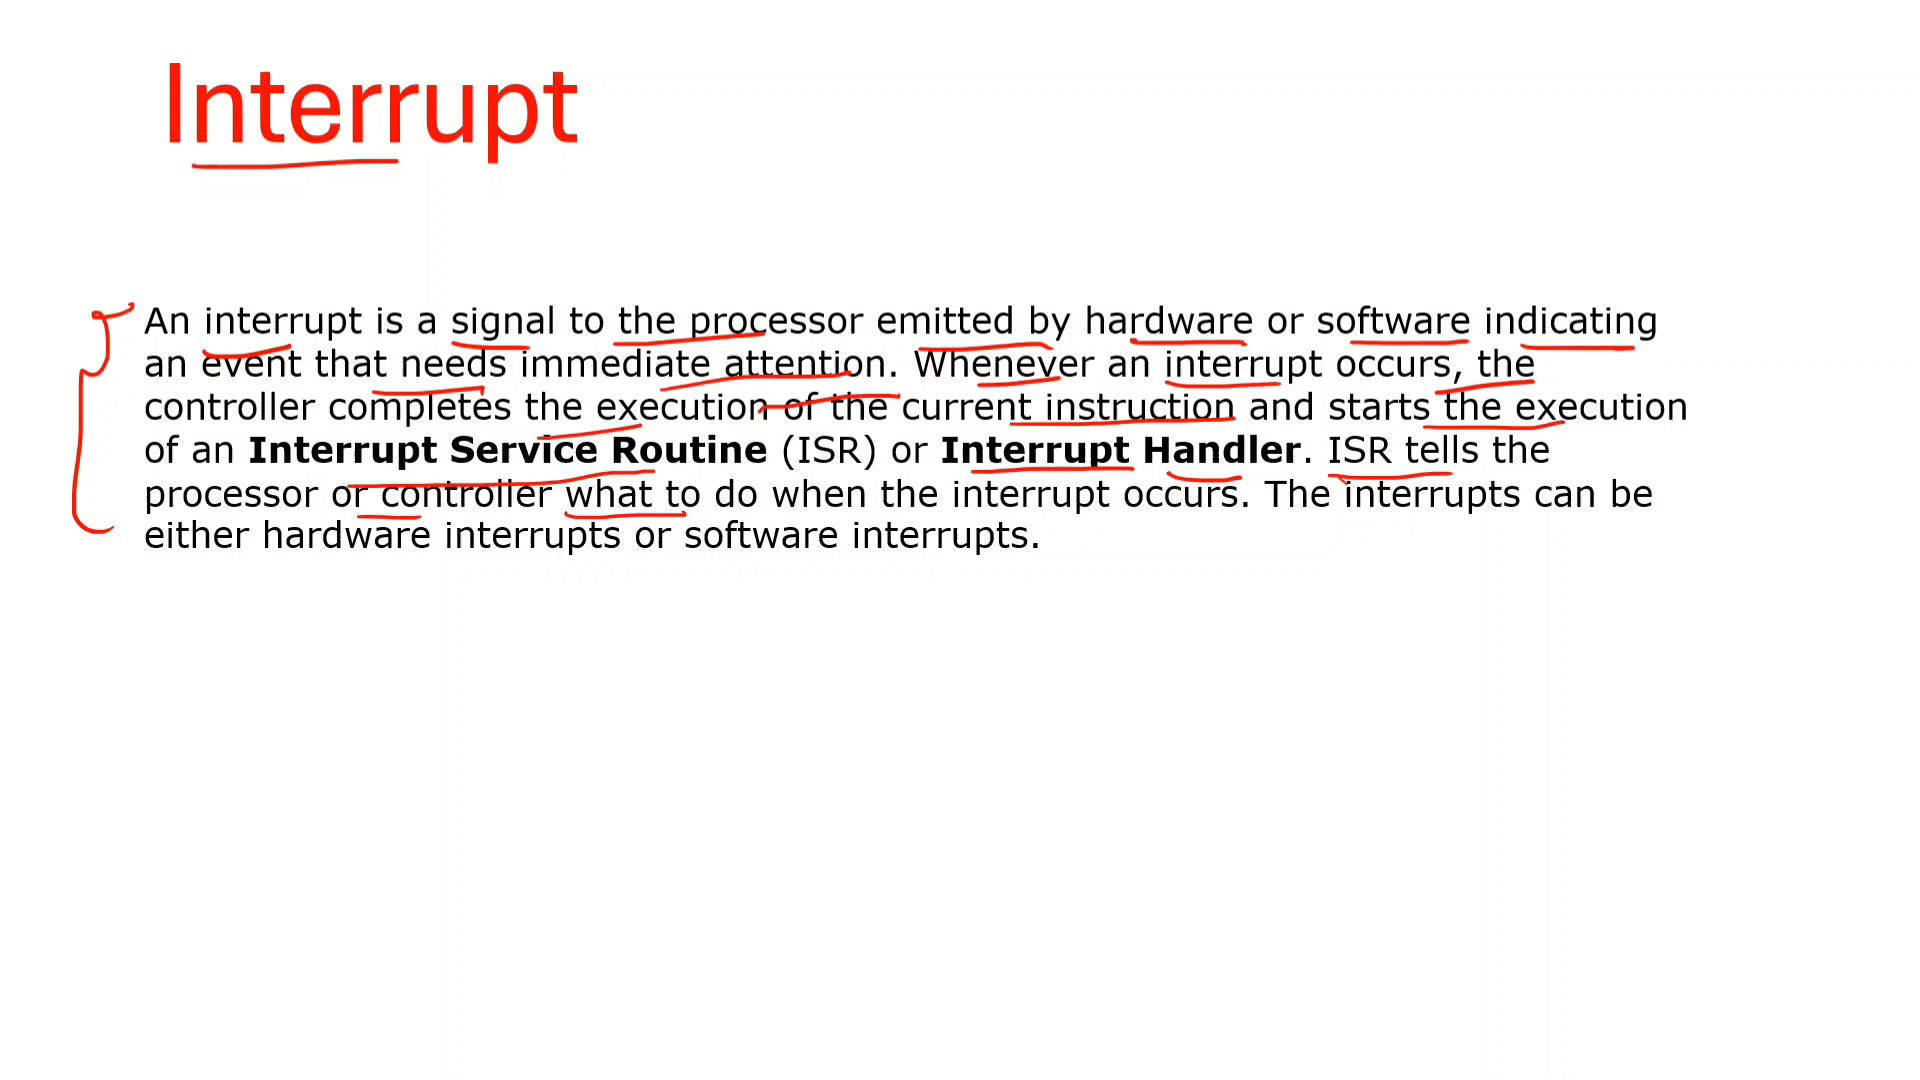 Interrupt
An interrupt is a signal to the processor emitted by hardware or software indicating
an event that needs immediate attention. Whenever an interrupt occurs, the
controller completes the execution of the current instruction and starts the execution
of an Interrupt Service Routine (ISR) or Interrupt Handler. ISR tells the
processor or controller what to do when the interrupt occurs. The interrupts can be
either hardware interrupts or software interrupts.